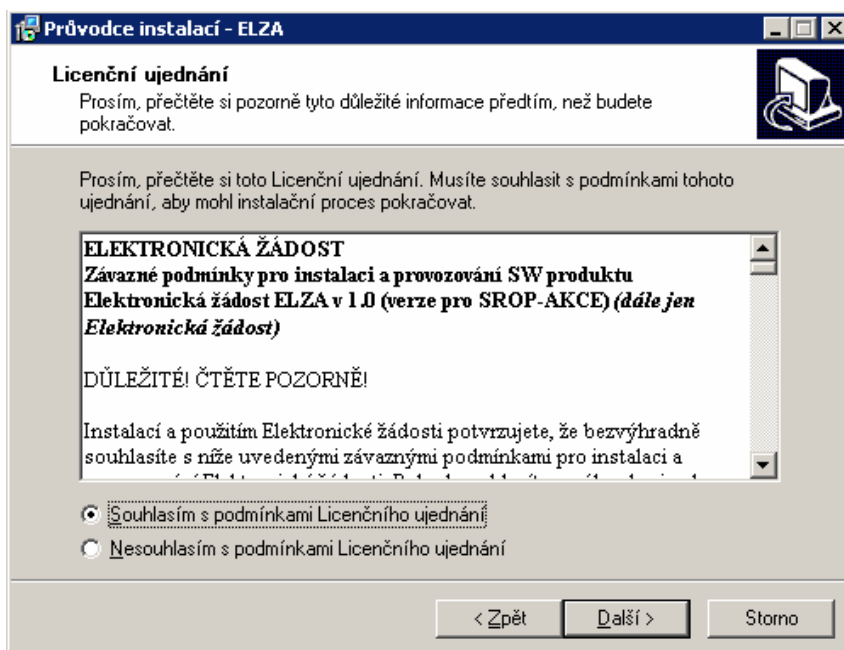 Průvodce instalací - ELZA
Licenční ujednání
Prosím, přečtěte si pozorně tyto důležité informace předtím, než budete
pokračovat.
Prosím, přečtěte si toto Licenční ujednání. Musíte souhlasit s podmínkami tohoto
ujednání, aby mohl instalační proces pokračovat.
ELEKTRONICKÁ ŽÁDOST
Závazné podmínky pro instalaci a provozování SW produktu
Elektronická žádost ELZA v 1.0 (verze pro SROP-AKCE) (dále jen
Elektronická žádost)
DŮLEŽITÉ! ČTĚTE POZORNĚ!
Instalací a použitím Elektronické žádosti potvrzujete, že bezvýhradně
souhlasíte s níže uvedenými závaznými podmínkami pro instalaci a
Souhlasím s podmínkami Licenčního ujednání
Nesouhlasím s podmínkami Licenčního ujednání
< Zpět
Další >
Storno